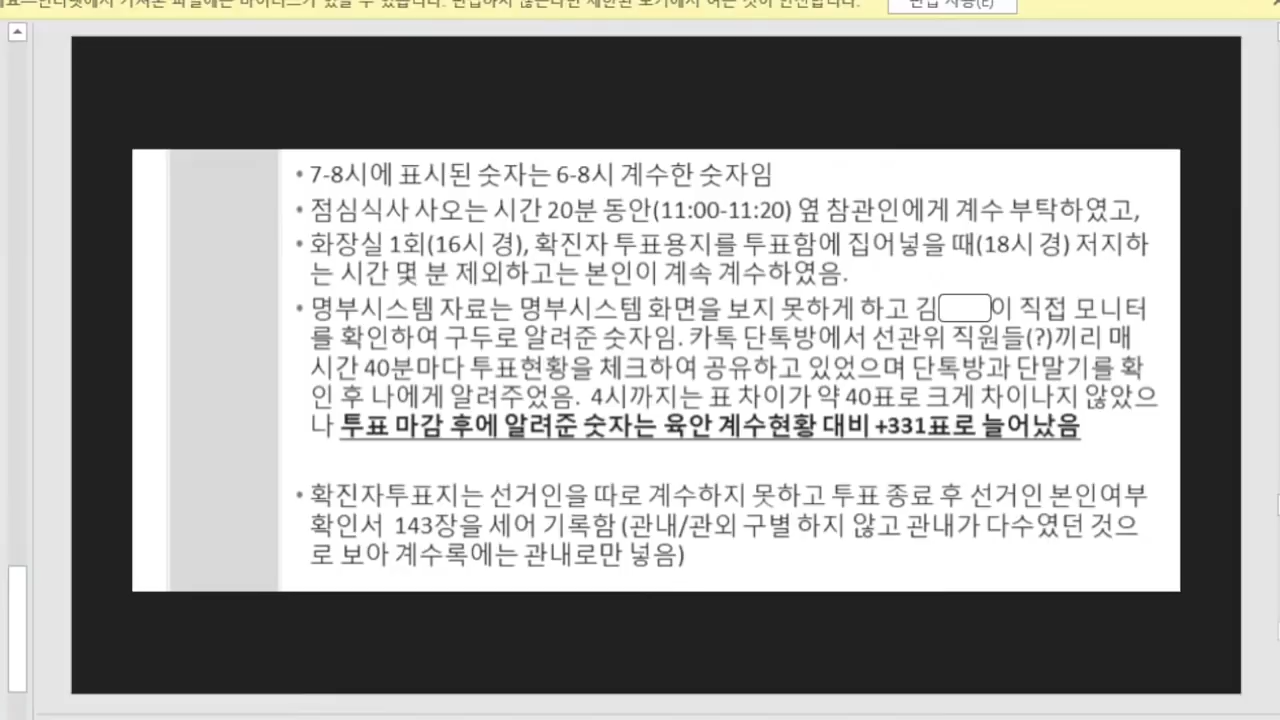 편집 사용(E)
• 7-8시에 표시된 숫자는 6-8시 계수한 숫자임
• 점심식사 사오는 시간 20분 동안(11:00-11:20) 옆 참관인에게 계수 부탁하였고,
• 화장실 1회(16시 경), 확진자 투표용지를 투표함에 집어넣을 때(18시 경) 저지하
는 시간 몇 분 제외하고는 본인이 계속 계수하였음.
• 명부시스템 자료는 명부시스템 화면을 보지 못하게 하고 김 이 직접 모니터
를 확인하여 구두로 알려준 숫자임. 카톡 단톡방에서 선관위 직원들(?)끼리 매
시간 40분마다 투표현황을 체크하여 공유하고 있었으며 단톡방과 단말기를 확
인 후 나에게 알려주었음. 4시까지는 표 차이가 약 40표로 크게 차이나지 않았으
나 투표 마감 후에 알려준 숫자는 육안 계수현황 대비 +331표로 늘어났음
• 확진자투표지는 선거인을 따로 계수하지 못하고 투표 종료 후 선거인 본인여부
확인서 143장을 세어 기록함 (관내/관외 구별 하지 않고 관내가 다수였던 것으
로 보아 계수록에는 관내로만 넣음)